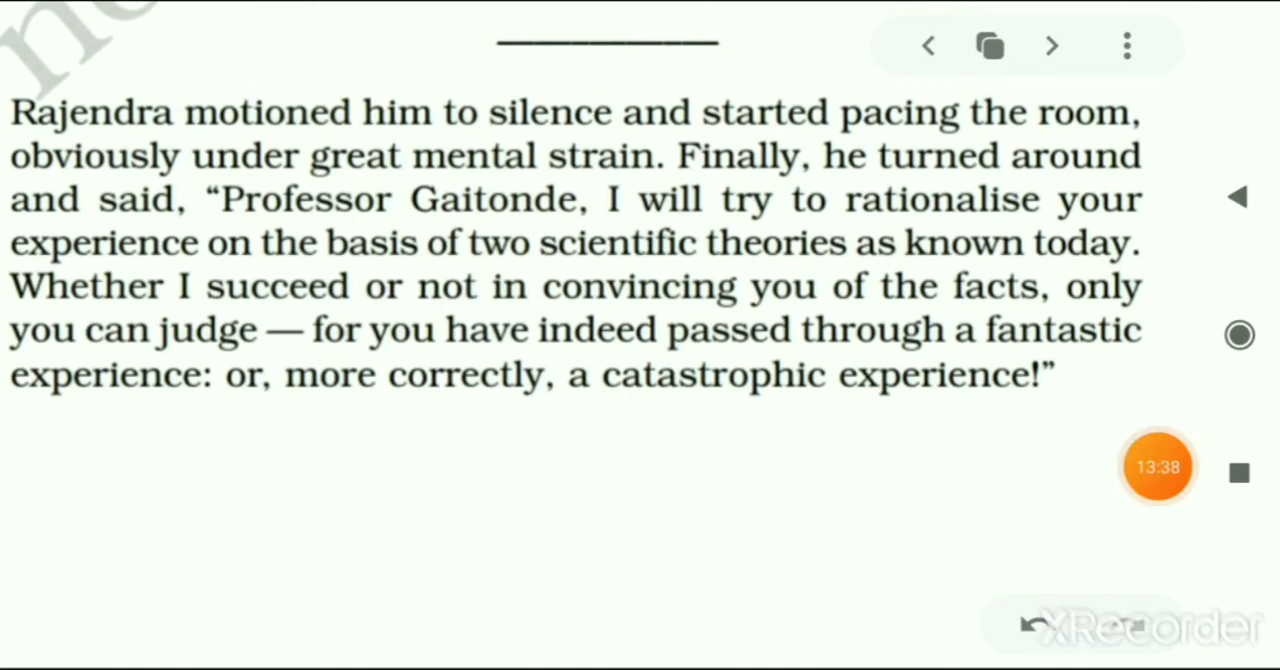 no
Rajendra motioned him to silence and started pacing the room,
obviously under great mental strain. Finally, he turned around
and said, “Professor Gaitonde, I will try to rationalise your
experience on the basis of two scientific theories as known today.
Whether I succeed or not in convincing you of the facts, only
you can judge — for you have indeed passed through a fantastic
experience: or, more correctly, a catastrophic experience!”
13:38
XRecorder